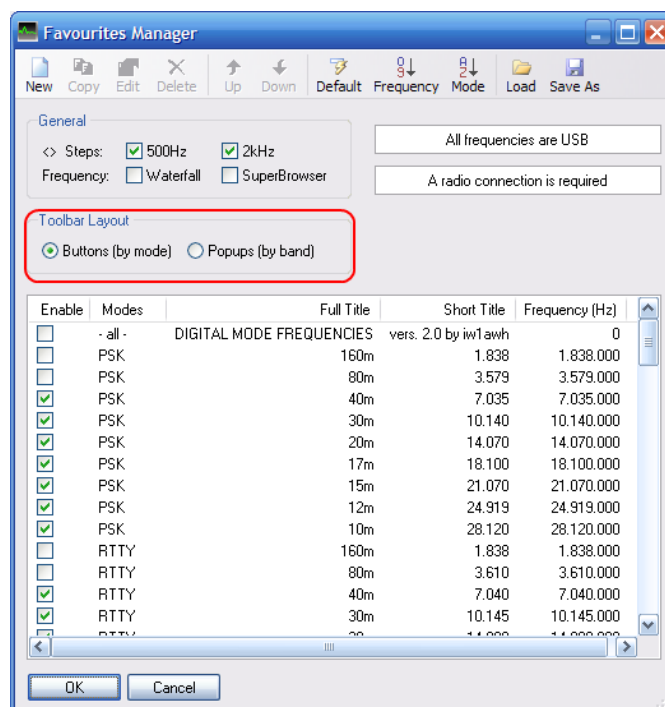 Favourites Manager
New Copy Edit Delete Up Down Default Frequency Mode Load Save As
General
<> Steps: 500Hz 2kHz
Frequency: Waterfall SuperBrowser
All frequencies are USB
A radio connection is required
Toolbar Layout
Buttons (by mode) Popups (by band)
Enable Modes Full Title Short Title Frequency (Hz)
- all - DIGITAL MODE FREQUENCIES vers. 2.0 by iw1awh 0
PSK 160m 1.838 1.838.000
PSK 80m 3.579 3.579.000
PSK 40m 7.035 7.035.000
PSK 30m 10.140 10.140.000
PSK 20m 14.070 14.070.000
PSK 17m 18.100 18.100.000
PSK 15m 21.070 21.070.000
PSK 12m 24.919 24.919.000
PSK 10m 28.120 28.120.000
RTTY 160m 1.838 1.838.000
RTTY 80m 3.610 3.610.000
RTTY 40m 7.040 7.040.000
RTTY 30m 10.145 10.145.000
OK Cancel